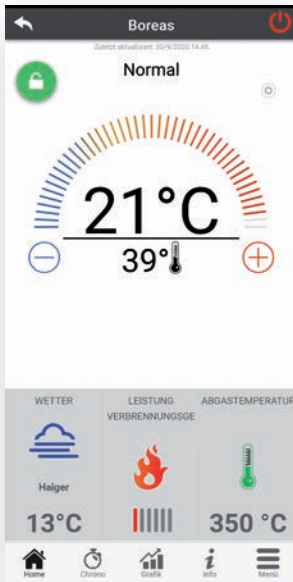 Boreas
Zuletzt aktualisiert: 30/9/2020 14:45
Normal
21°C
39°
WETTER
LEISTUNG
VERBRENNUNGSGE
ABGASTEMPERATUR
Haiger
13°C
350 °C
Home
Chrono
Grafik
Info
Menü